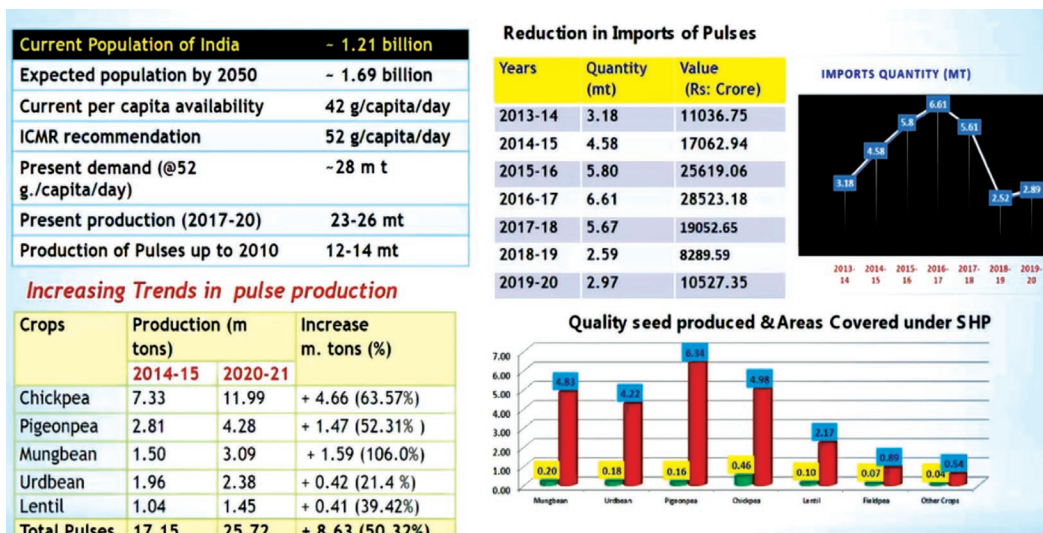 Current Population of India ~ 1.21 billion
Expected population by 2050 ~ 1.69 billion
Current per capita availability 42 g/capita/day
ICMR recommendation 52 g/capita/day
Present demand (@52 ~28 m t
g./capita/day)
Present production (2017-20) 23-26 mt
Production of Pulses up to 2010 12-14 mt
Increasing Trends in pulse production
Crops Production (m Increase
tons) m. tons (%)
2014-15 2020-21
Chickpea 7.33 11.99 + 4.66 (63.57%)
Pigeonpea 2.81 4.28 + 1.47 (52.31% )
Mungbean 1.50 3.09 + 1.59 (106.0%)
Urdbean 1.96 2.38 + 0.42 (21.4 %)
Lentil 1.04 1.45 + 0.41 (39.42%)
Total Pulses 17.15 25.72 + 8.63 (50.32%)
Reduction in Imports of Pulses
Years Quantity Value
(mt) (Rs: Crore)
2013-14 3.18 11036.75
2014-15 4.58 17062.94
2015-16 5.80 25619.06
2016-17 6.61 28523.18
2017-18 5.67 19052.65
2018-19 2.59 8289.59
2019-20 2.97 10527.35
IMPORTS QUANTITY (MT)
3.18 4.58 5.8 6.61 5.61 2.52 2.89
2013- 2014- 2015- 2016- 2017- 2018- 2019-
14 15 16 17 18 19 20
Quality seed produced & Areas Covered under SHP
7.00
6.00
5.00
4.00
3.00
2.00
1.00
0.00
0.20 4.83 0.18 4.22 0.16 6.34 0.46 4.98 0.10 2.17 0.07 0.89 0.04 0.54
Mungbean Urdbean Pigeonpea Chickpea Lentil Fieldpea Other Crops